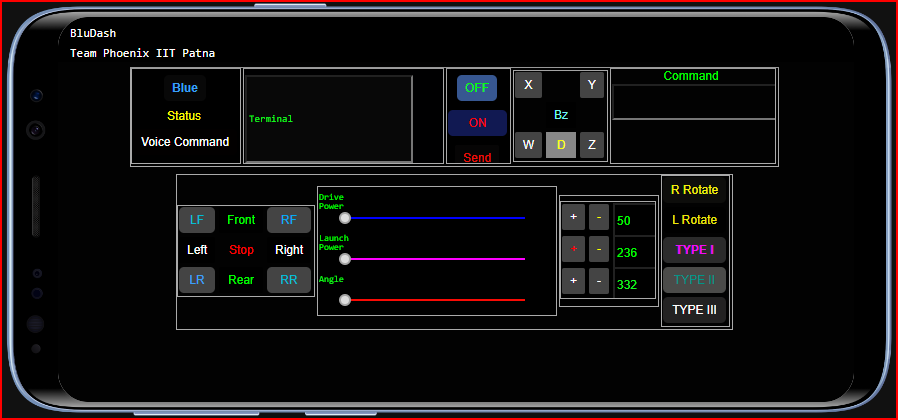 BluDash
Team Phoenix IIT Patna
Blue
Status
Voice Command
Terminal
OFF
ON
Send
X Y
Bz
W D Z
Command
LF Front RF
Left Stop Right
LR Rear RR
Drive
Power
Launch
Power
Angle
+ - 50
+ - 236
+ - 332
R Rotate
L Rotate
TYPE I
TYPE II
TYPE III